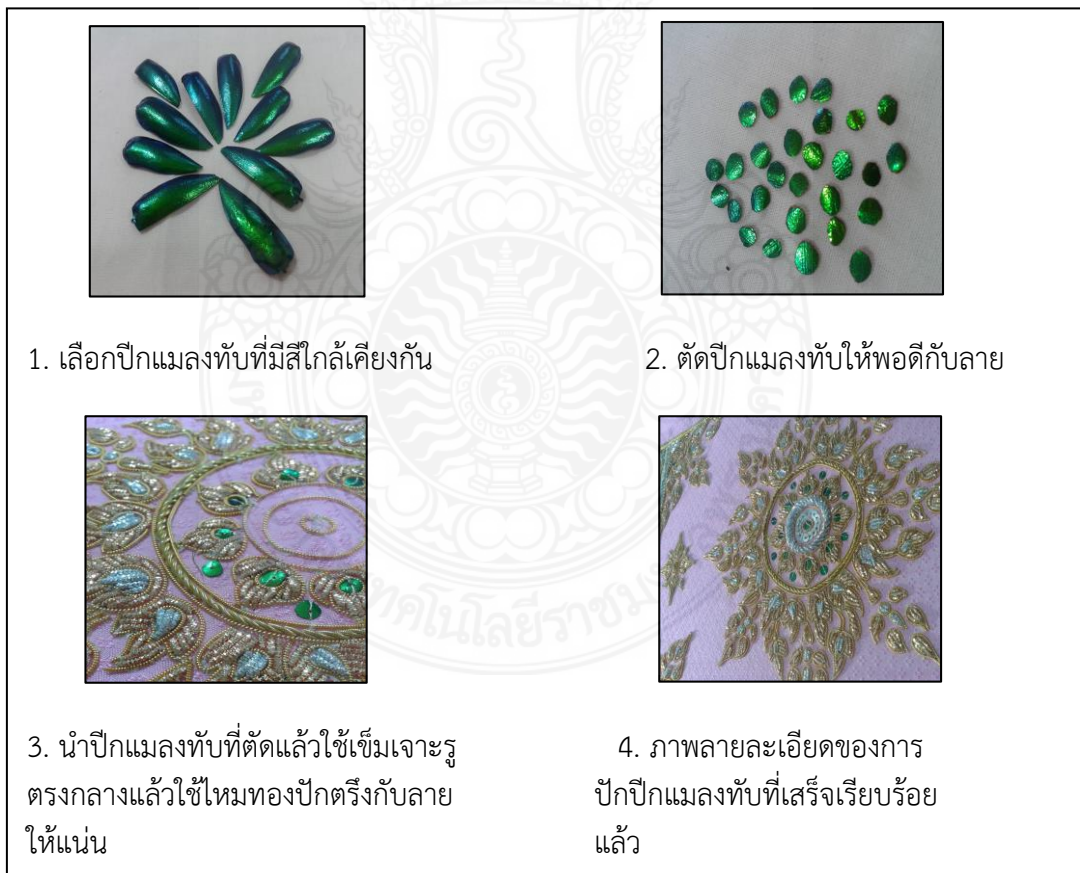 1. เลือกปีกแมลงทับที่มีสีใกล้เคียงกัน
2. ตัดปีกแมลงทับให้พอดีกับลาย
3. นำปีกแมลงทับที่ตัดแล้วใช้เข็มเจาะรู
ตรงกลางแล้วใช้ไหมทองปักตรึงกับลาย
ให้แน่น
4. ภาพลายละเอียดของการ
ปักปีกแมลงทับที่เสร็จเรียบร้อย
แล้ว